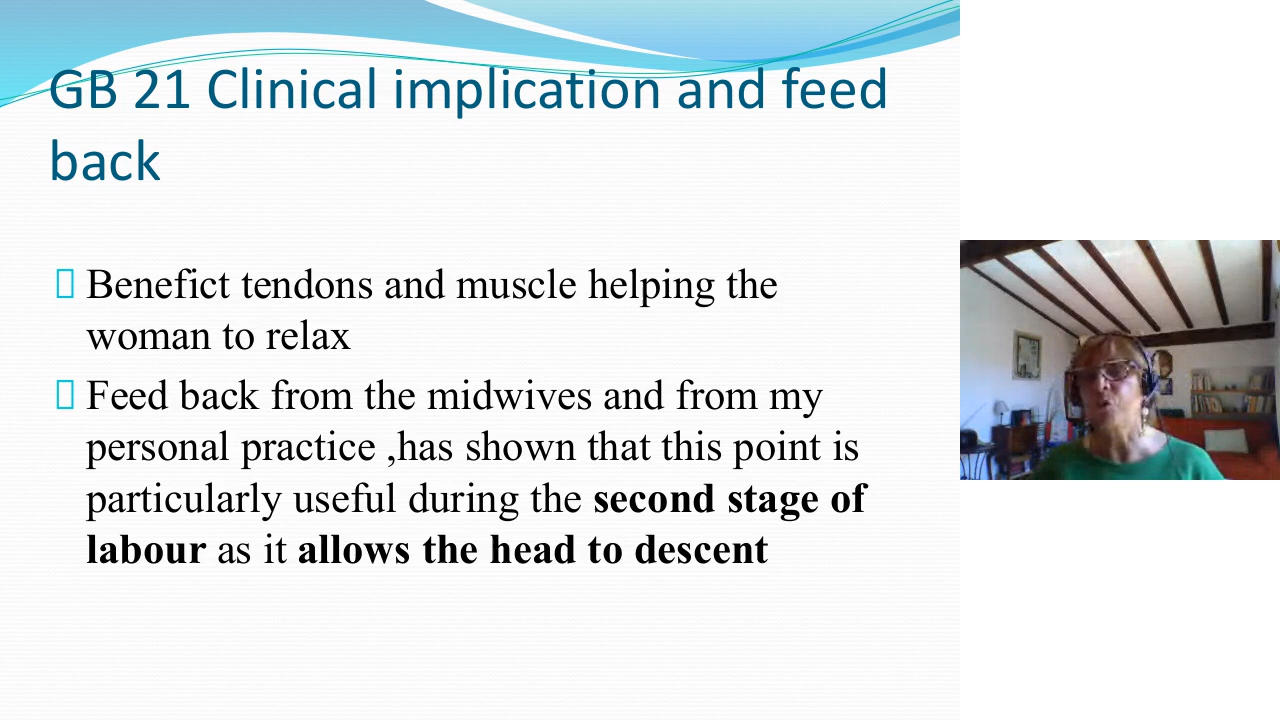 GB 21 Clinical implication and feed
back
Benefict tendons and muscle helping the
woman to relax
Feed back from the midwives and from my
personal practice ,has shown that this point is
particularly useful during the second stage of
labour as it allows the head to descent